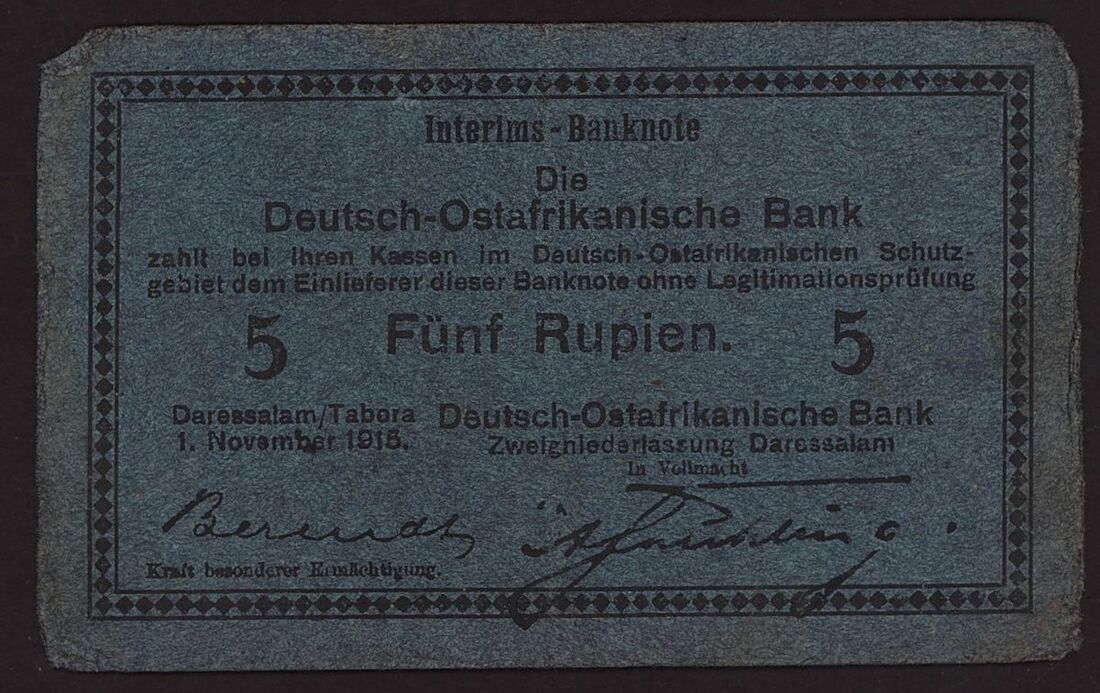 Interims-Banknote
Die
Deutsch-Ostafrikanische Bank
zahlt bei ihren Kassen im Deutsch-Ostafrikanischen Schutz-
gebiet dem Einlieferer dieser Banknote ohne Legitimationsprüfung
5 Fünf Rupien. 5
Daressalam/Tabora
1. November 1915.
Deutsch-Ostafrikanische Bank
Zweigniederlassung Daressalam
In Vollmacht
Berendt
Kraft besonderer Ermächtigung.